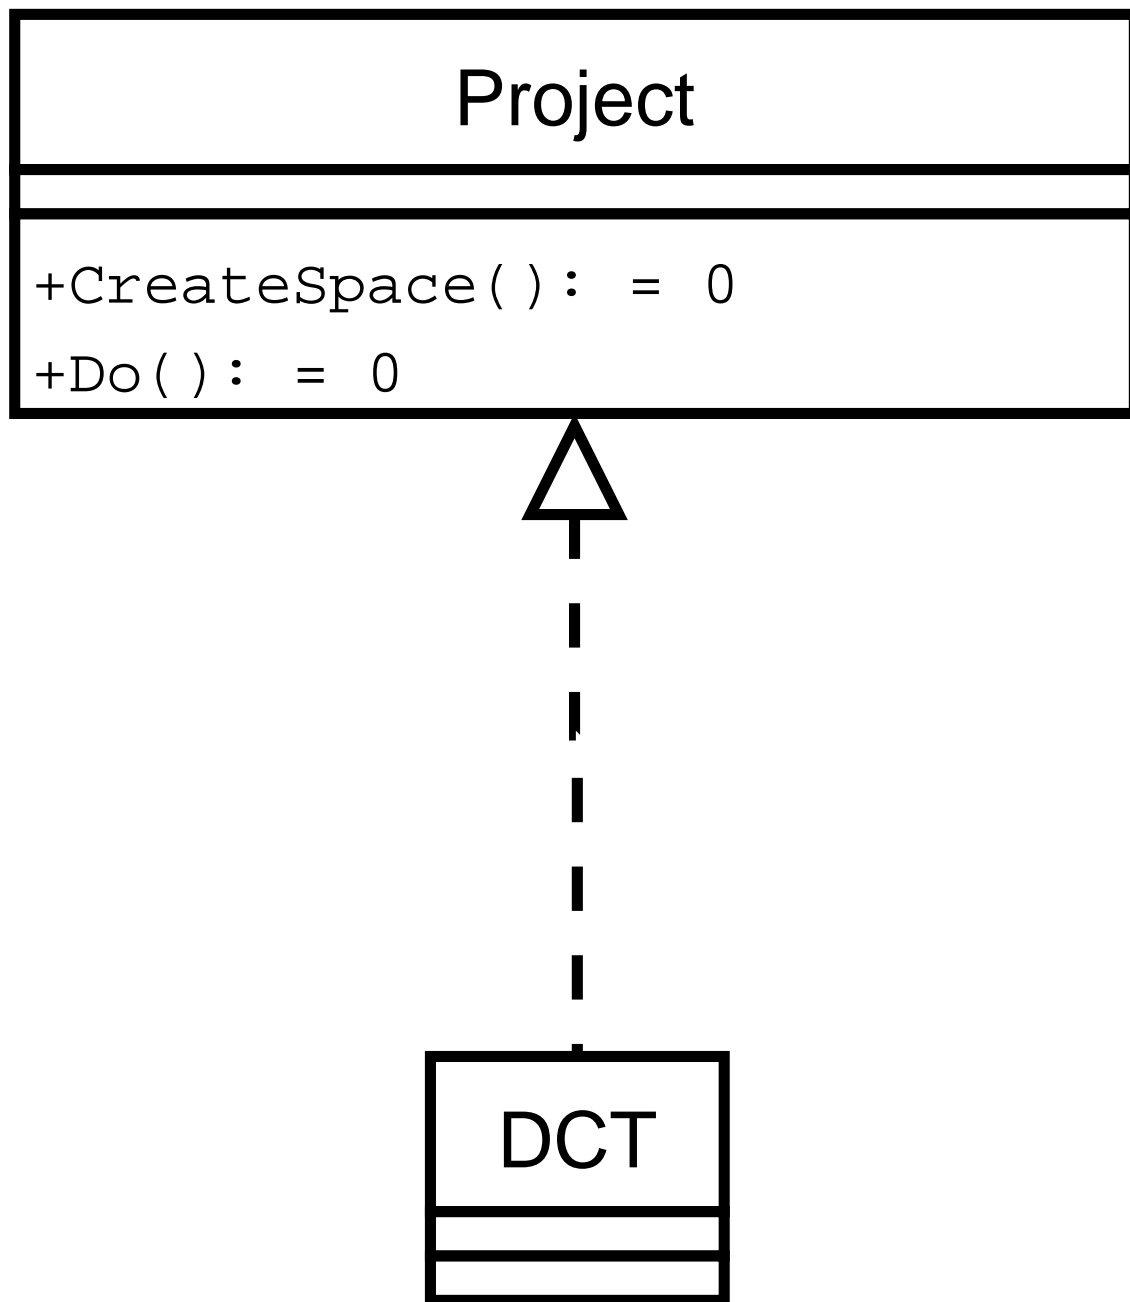 Project
+CreateSpace(): = 0
+Do(): = 0
DCT